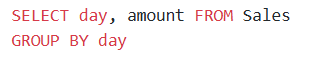 SELECT day, amount FROM Sales
GROUP BY day